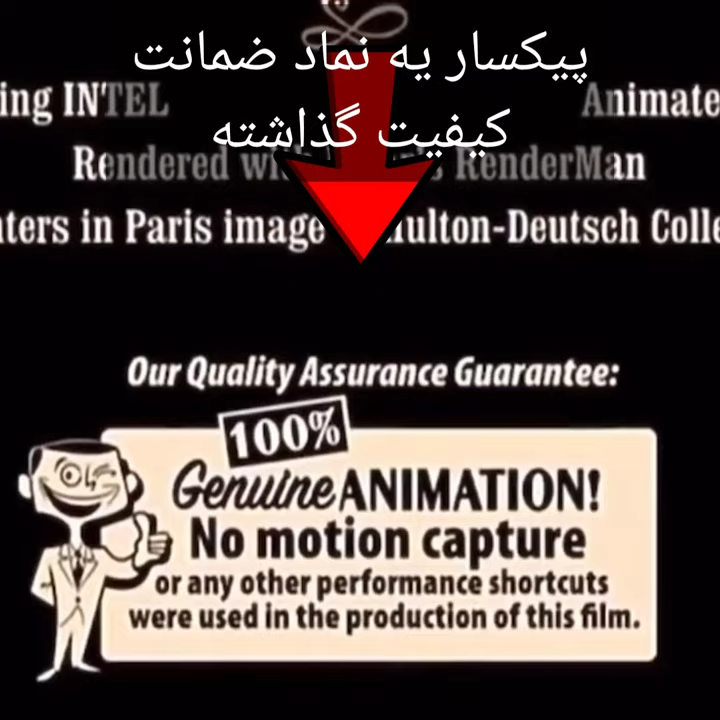 پیکسار یه نماد ضمانت
ing INTEL Animate
کیفیت گذاشته
Rendered RenderMan
ters in Paris image ulton-Deutsch Colle
Our Quality Assurance Guarantee:
100%
Genuine ANIMATION!
No motion capture
or any other performance shortcuts
were used in the production of this film.